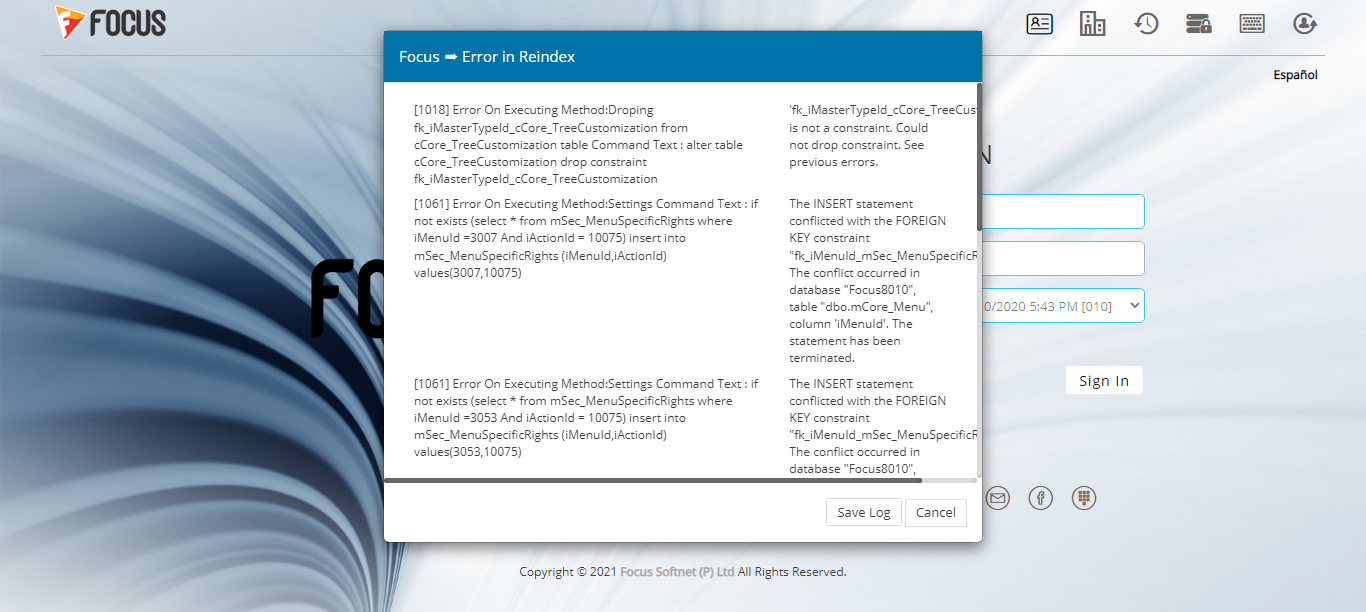 FOCUS
Español
Focus ➡ Error in Reindex
[1018] Error On Executing Method:Droping
fk_iMasterTypeId_cCore_TreeCustomization from
cCore_TreeCustomization table Command Text : alter table
cCore_TreeCustomization drop constraint
fk_iMasterTypeId_cCore_TreeCustomization
'fk_iMasterTypeId_cCore_TreeCust
is not a constraint. Could
not drop constraint. See
previous errors.
[1061] Error On Executing Method:Settings Command Text : if
not exists (select * from mSec_MenuSpecificRights where
iMenuId =3007 And iActionId = 10075) insert into
mSec_MenuSpecificRights (iMenuId,iActionId)
values(3007,10075)
The INSERT statement
conflicted with the FOREIGN
KEY constraint
"fk_iMenuId_mSec_MenuSpecificR
The conflict occurred in
database "Focus8010",
table "dbo.mCore_Menu",
column 'iMenuId'. The
statement has been
terminated.
[1061] Error On Executing Method:Settings Command Text : if
not exists (select * from mSec_MenuSpecificRights where
iMenuId =3053 And iActionId = 10075) insert into
mSec_MenuSpecificRights (iMenuId,iActionId)
values(3053,10075)
The INSERT statement
conflicted with the FOREIGN
KEY constraint
"fk_iMenuId_mSec_MenuSpecificR
The conflict occurred in
database "Focus8010",
Save Log
Cancel
N
FO
0/2020 5:43 PM [010]
Sign In
Copyright © 2021 Focus Softnet (P) Ltd All Rights Reserved.